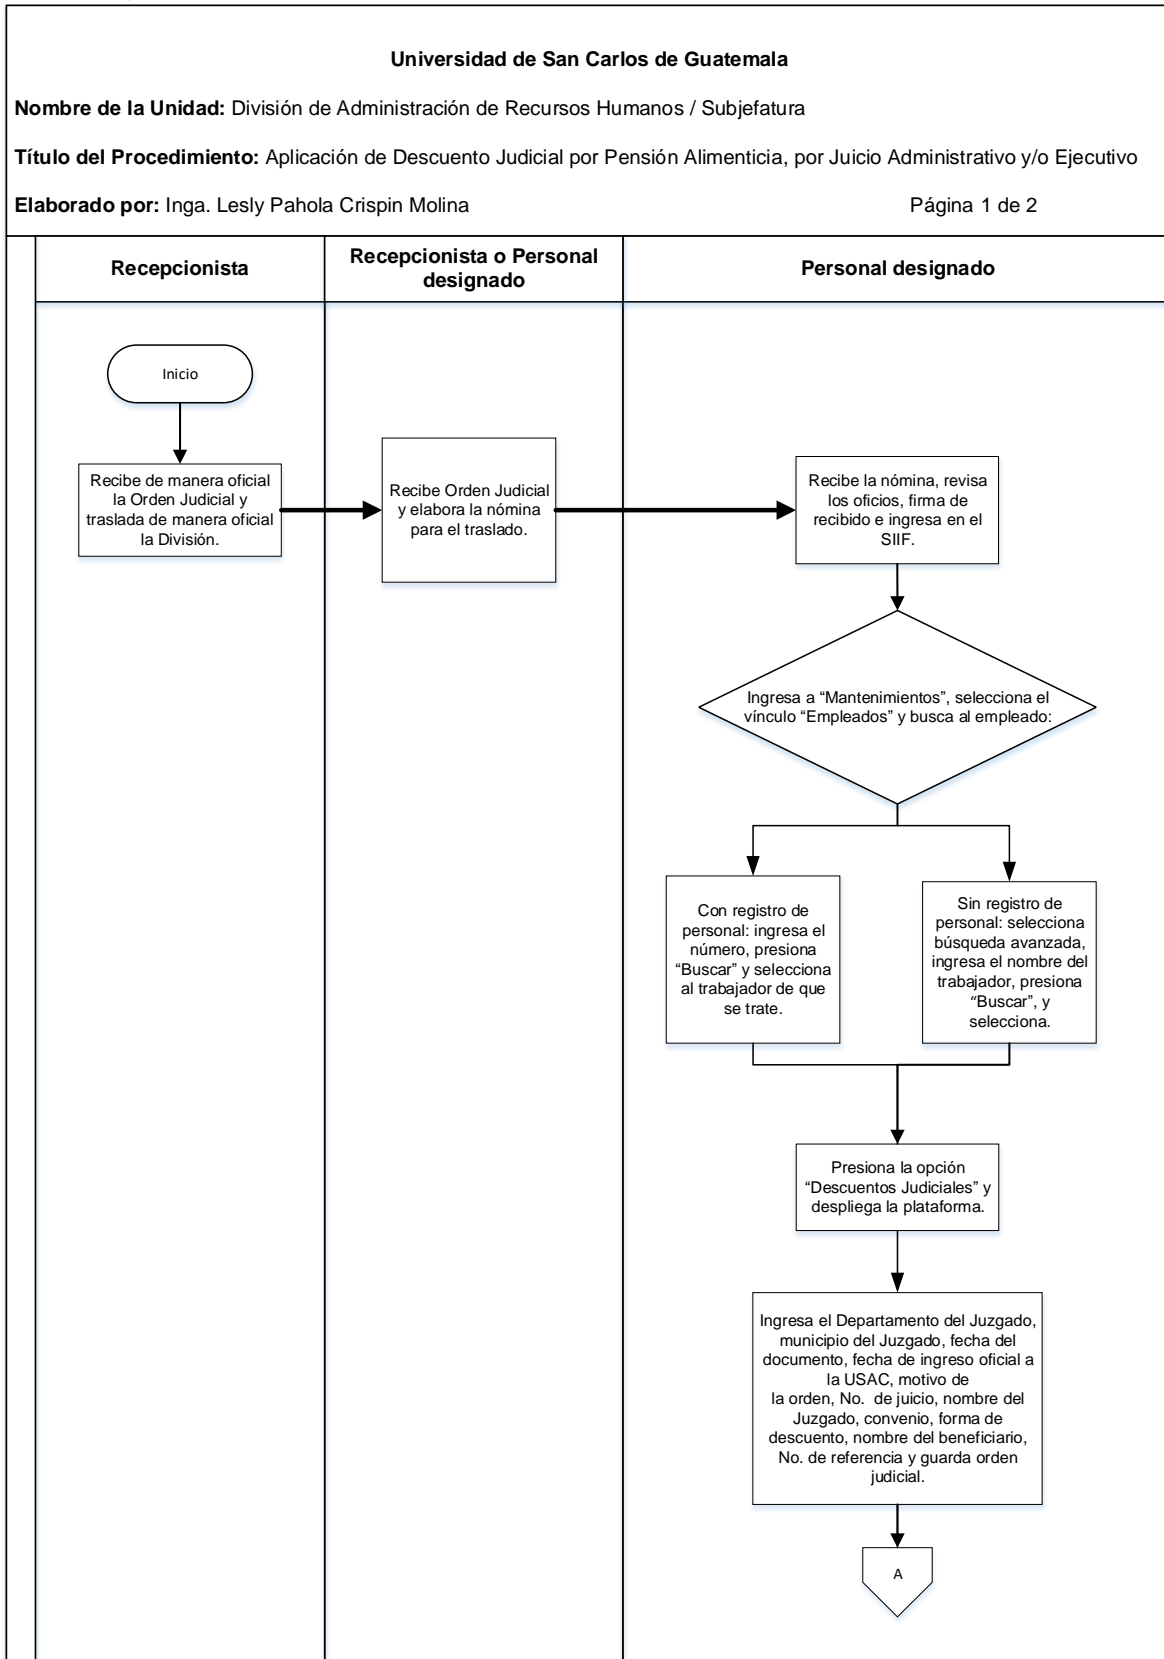 Universidad de San Carlos de Guatemala
Nombre de la Unidad: División de Administración de Recursos Humanos / Subjefatura
Título del Procedimiento: Aplicación de Descuento Judicial por Pensión Alimenticia, por Juicio Administrativo y/o Ejecutivo
Elaborado por: Inga. Lesly Pahola Crispin Molina
Página 1 de 2
Recepcionista
Recepcionista o Personal
designado
Personal designado
Inicio
Recibe de manera oficial
la Orden Judicial y
traslada de manera oficial
la División.
Recibe Orden Judicial
y elabora la nómina
para el traslado.
Recibe la nómina, revisa
los oficios, firma de
recibido e ingresa en el
SIIF.
Ingresa a “Mantenimientos”, selecciona el
vínculo “Empleados” y busca al empleado:
Con registro de
personal: ingresa el
número, presiona
“Buscar” y selecciona
al trabajador de que
se trate.
Sin registro de
personal: selecciona
búsqueda avanzada,
ingresa el nombre del
trabajador, presiona
“Buscar”, y
selecciona.
Presiona la opción
“Descuentos Judiciales” y
despliega la plataforma.
Ingresa el Departamento del Juzgado,
municipio del Juzgado, fecha del
documento, fecha de ingreso oficial a
la USAC, motivo de
la orden, No. de juicio, nombre del
Juzgado, convenio, forma de
descuento, nombre del beneficiario,
No. de referencia y guarda orden
judicial.
A